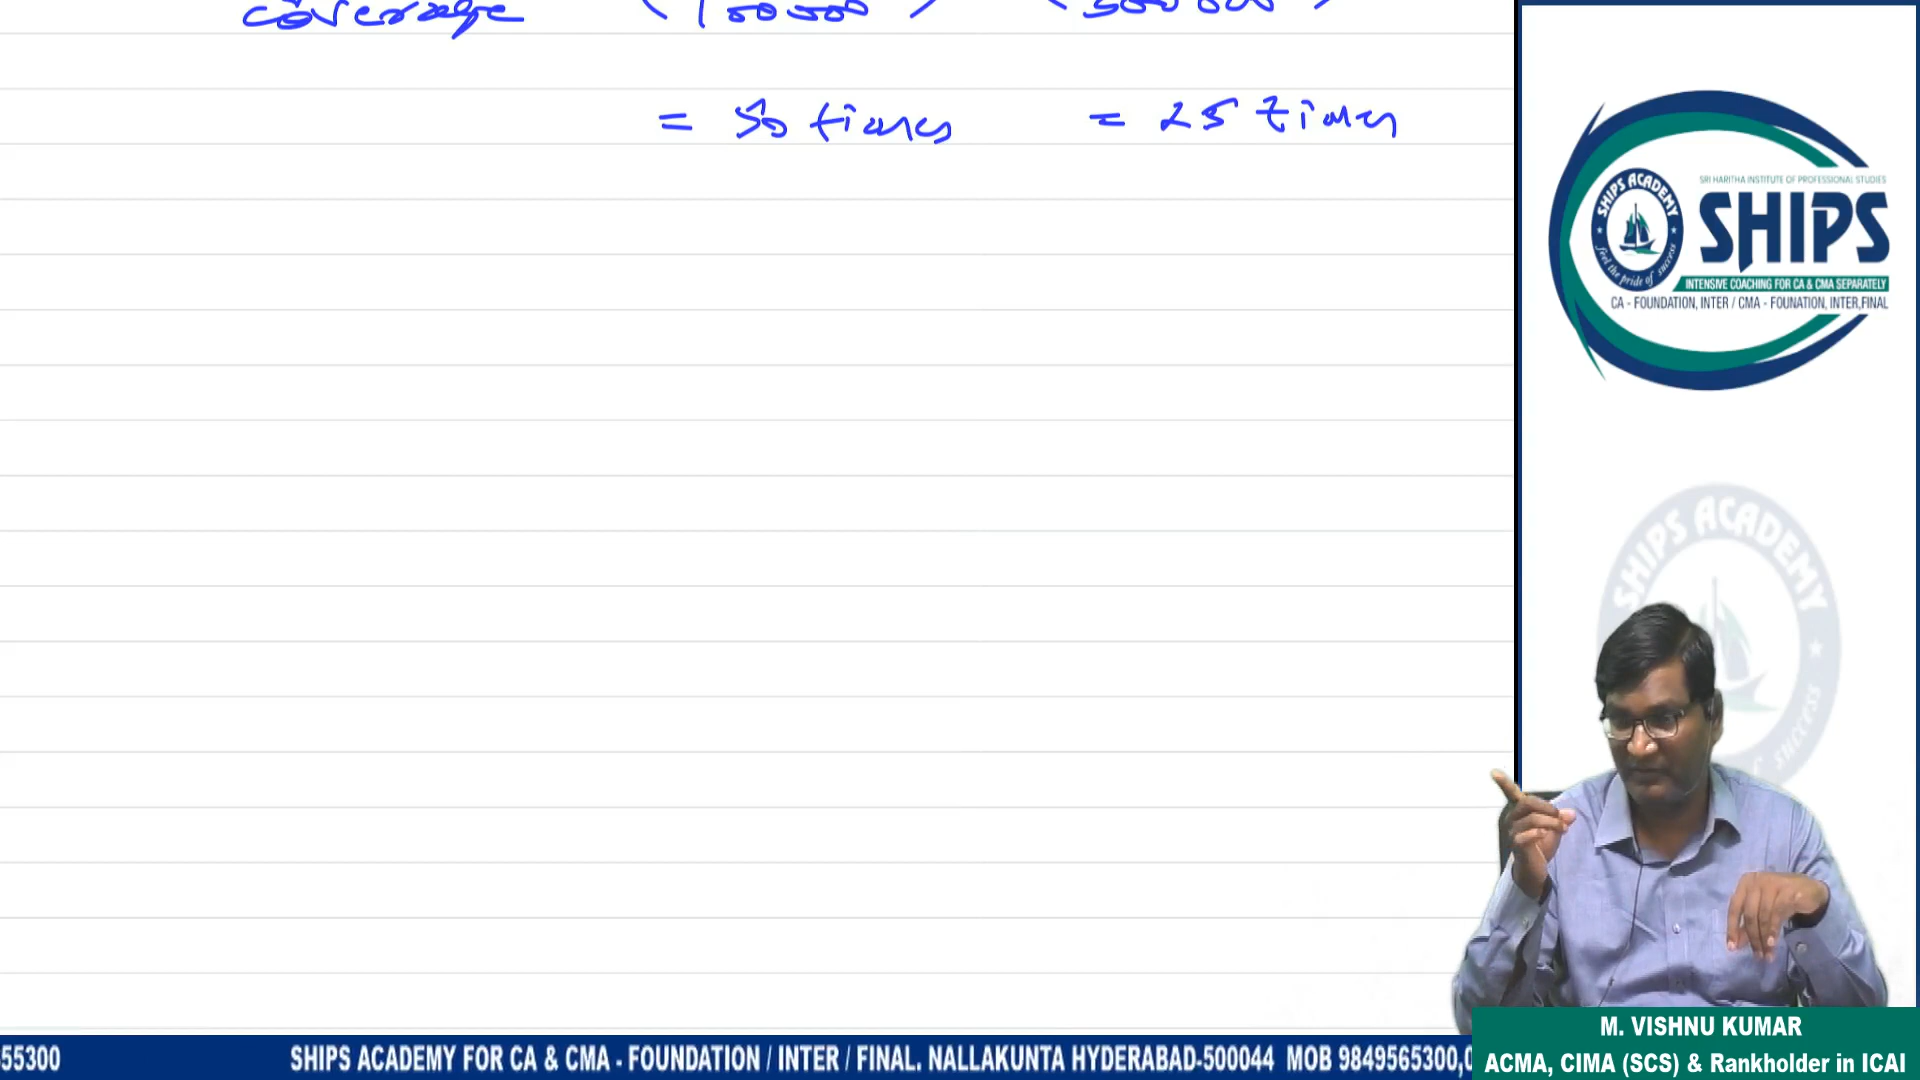 coverage
= 50 times = 25 times
SRI HARITHA INSTITUTE OF PROFESSIONAL STUDIES
SHIPS ACADEMY
feel the pride of success
SHIPS
INTENSIVE COACHING FOR CA & CMA SEPARATELY
CA - FOUNDATION, INTER / CMA - FOUNATION, INTER,FINAL
SHIPS ACADEMY
success
M. VISHNU KUMAR
ACMA, CIMA (SCS) & Rankholder in ICAI
55300 SHIPS ACADEMY FOR CA & CMA - FOUNDATION / INTER / FINAL. NALLAKUNTA HYDERABAD-500044 MOB 9849565300,0